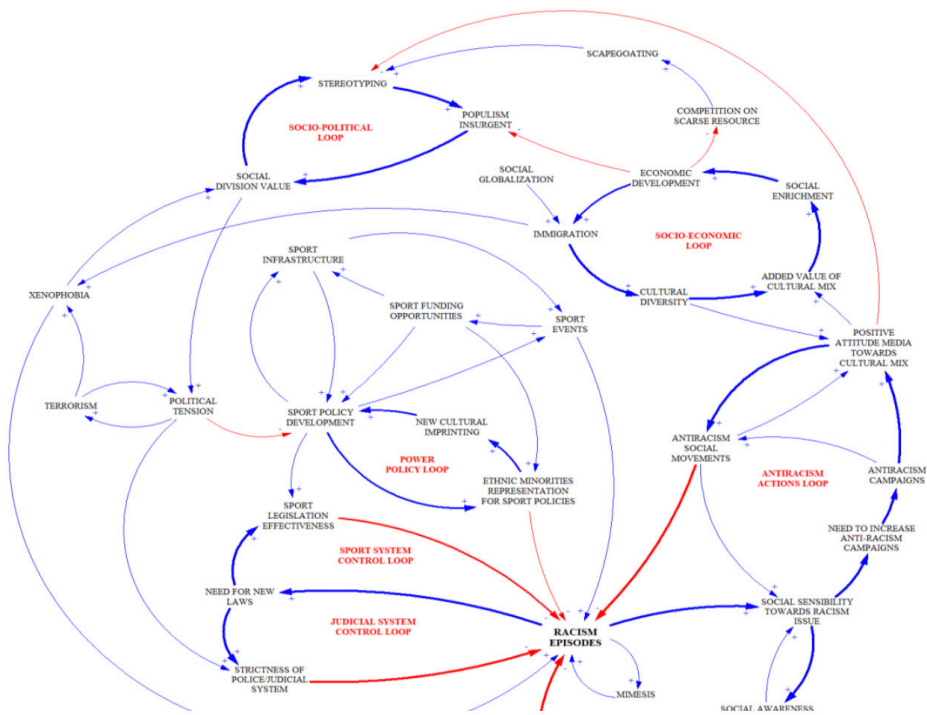 SCAPEGOATING
STEREOTYPING
COMPETITION ON
SCARSE RESOURCE
POPULISM
INSURGENT
SOCIO-POLITICAL
LOOP
SOCIAL
GLOBALIZATION
ECONOMIC
DEVELOPMENT
SOCIAL
ENRICHMENT
SOCIAL
DIVISION VALUE
IMMIGRATION
SOCIO-ECONOMIC
LOOP
SPORT
INFRASTRUCTURE
XENOPHOBIA
CULTURAL
DIVERSITY
ADDED VALUE OF
CULTURAL MIX
SPORT FUNDING
OPPORTUNITIES
SPORT
EVENTS
POSITIVE
ATTITUDE MEDIA
TOWARDS
CULTURAL MIX
TERRORISM
POLITICAL
TENSION
SPORT POLICY
DEVELOPMENT
NEW CULTURAL
IMPRINTING
ANTIRACISM
SOCIAL
MOVEMENTS
POWER
POLICY LOOP
ETHNIC MINORITIES
REPRESENTATION
FOR SPORT POLICIES
ANTIRACISM
ACTIONS LOOP
ANTIRACISM
CAMPAIGNS
SPORT
LEGISLATION
EFFECTIVENESS
NEED TO INCREASE
ANTI-RACISM
CAMPAIGNS
SPORT SYSTEM
CONTROL LOOP
NEED FOR NEW
LAWS
SOCIAL SENSIBILITY
TOWARDS RACISM
ISSUE
JUDICIAL SYSTEM
CONTROL LOOP
RACISM
EPISODES
STRICTNESS OF
POLICE/JUDICIAL
SYSTEM
MIMESIS
SOCIAL AWARENESS